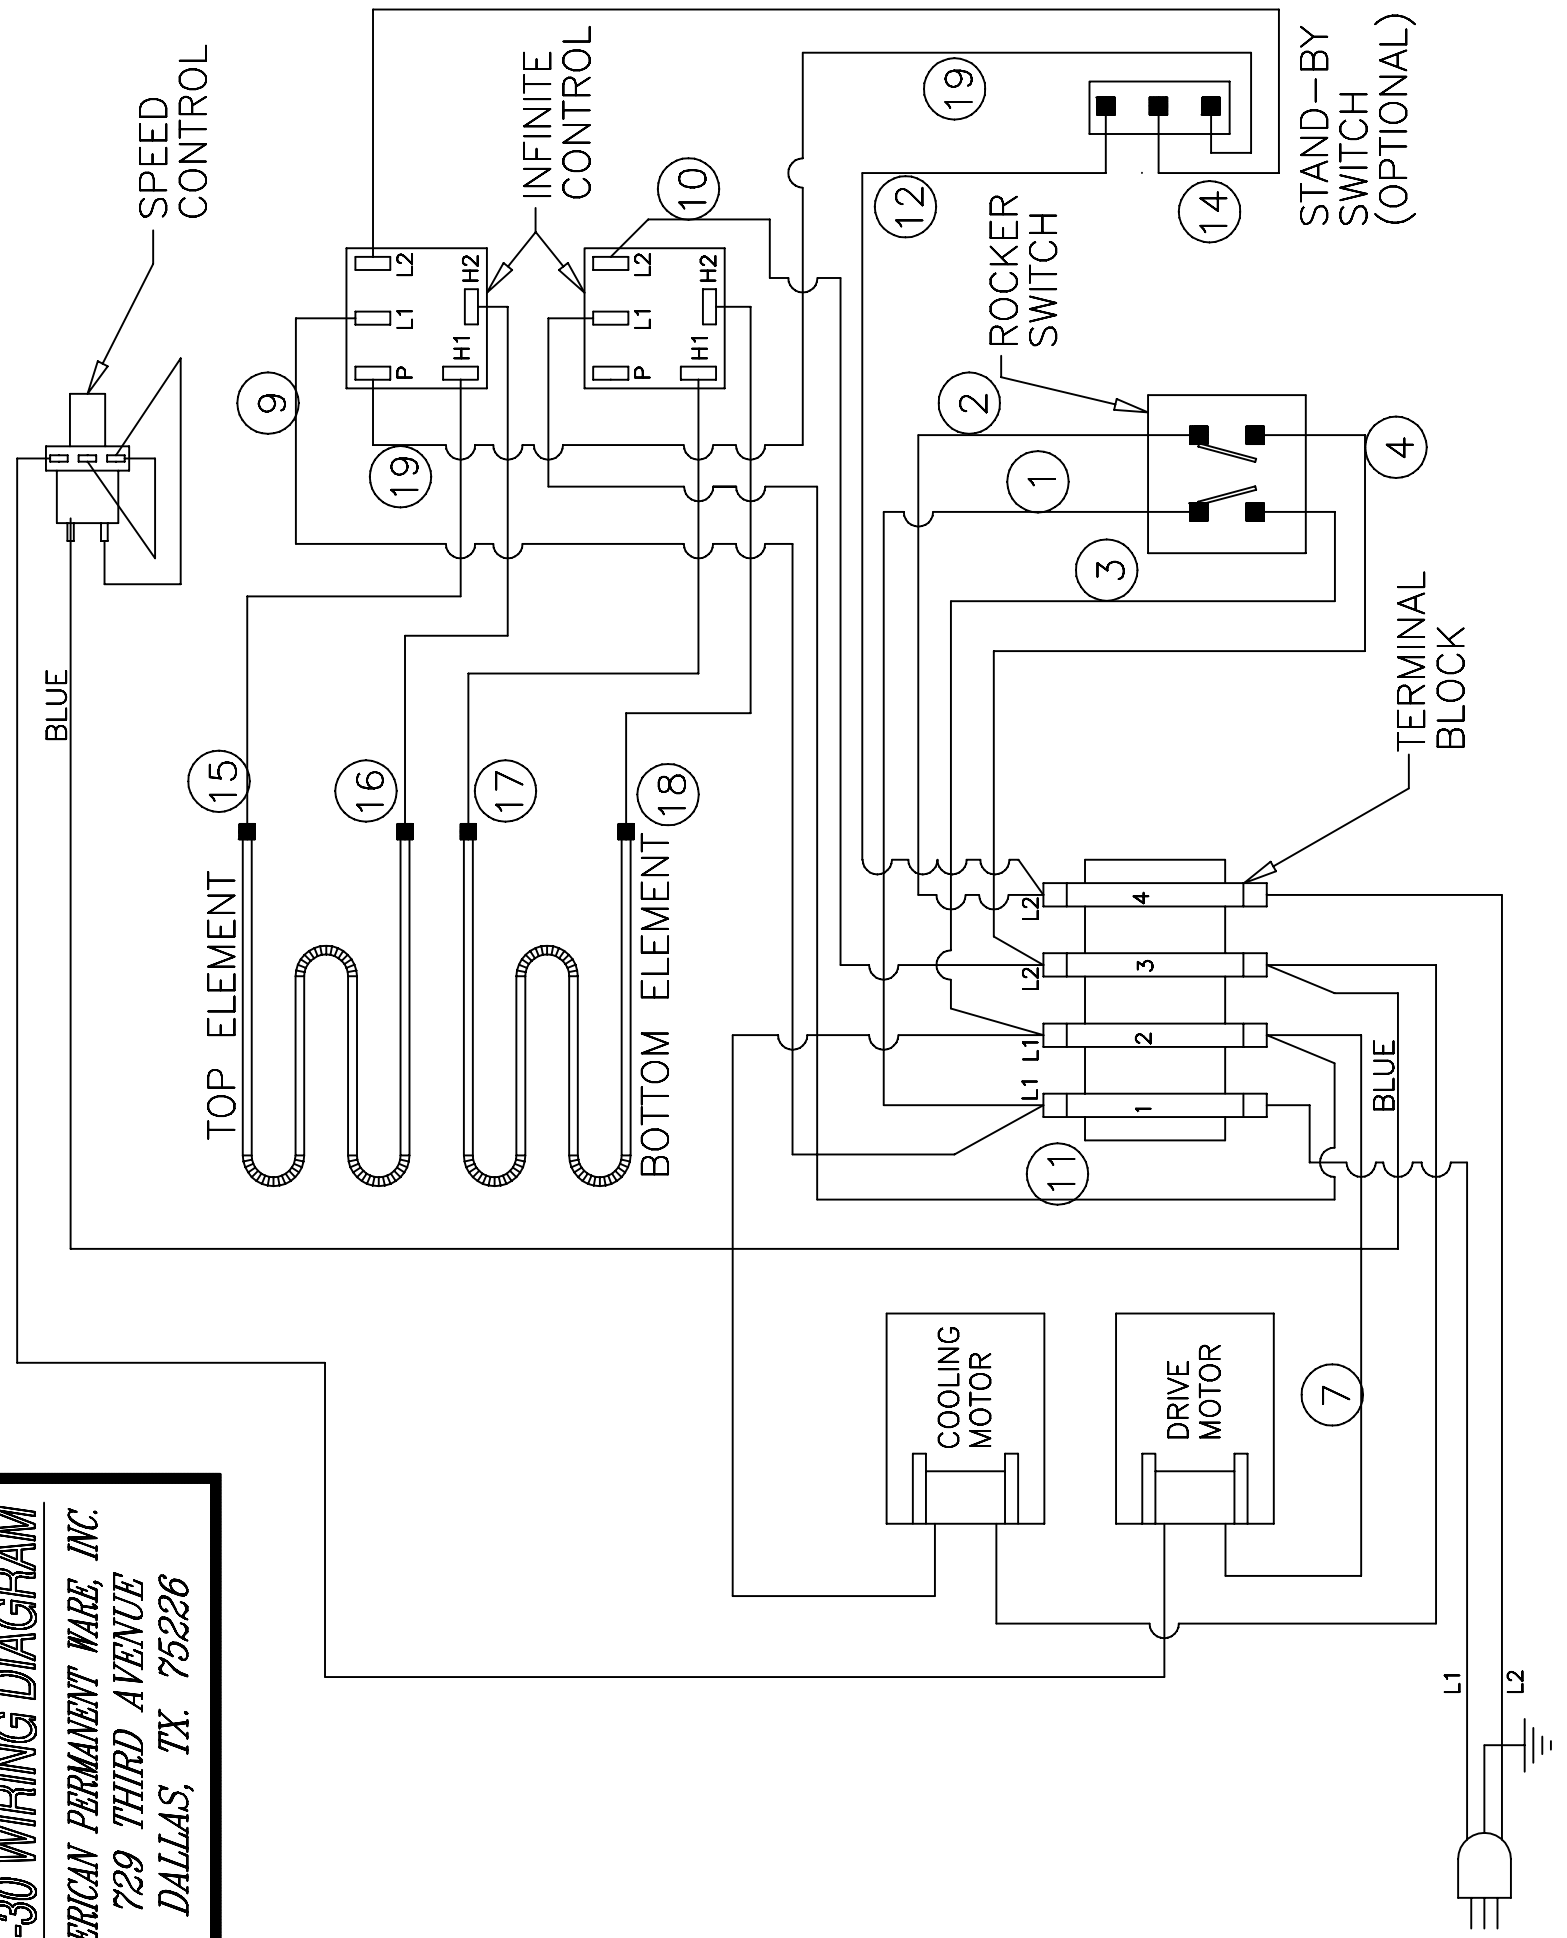 SPEED
CONTROL
INFINITE
CONTROL
STAND-BY
SWITCH
(OPTIONAL)
ROCKER
SWITCH
TERMINAL
BLOCK
BLUE
TOP ELEMENT
BOTTOM ELEMENT
P
L1
L2
H1
H2
P
L1
L2
H1
H2
9
19
10
19
12
14
2
1
3
4
15
16
17
18
11
7
L1
L1
L2
L2
1
2
3
4
BLUE
COOLING
MOTOR
DRIVE
MOTOR
L1
L2
-30 WIRING DIAGRAM
ERICAN PERMANENT WARE, INC.
729 THIRD AVENUE
DALLAS, TX. 75226